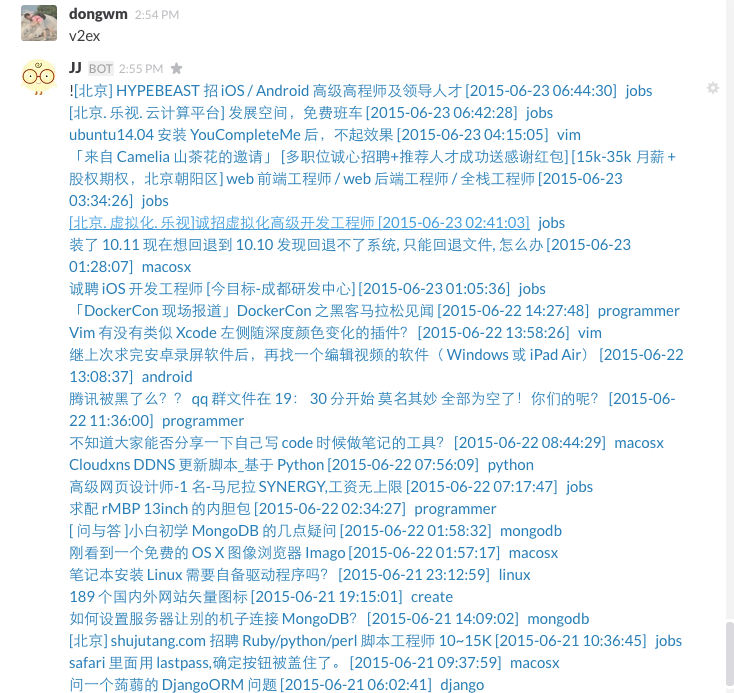 dongwm 2:54 PM
v2ex
JJ BOT 2:55 PM ★
![北京] HYPEBEAST 招 iOS / Android 高级高程师及领导人才 [2015-06-23 06:44:30] jobs
[北京. 乐视. 云计算平台] 发展空间，免费班车 [2015-06-23 06:42:28] jobs
ubuntu14.04 安装 YouCompleteMe 后，不起效果 [2015-06-23 04:15:05] vim
「来自 Camelia 山茶花的邀请」 [多职位诚心招聘+推荐人才成功送感谢红包] [15k-35k 月薪 +
股权期权，北京朝阳区] web 前端工程师 / web 后端工程师 / 全栈工程师 [2015-06-23
03:34:26] jobs
[北京. 虚拟化. 乐视]诚招虚拟化高级开发工程师 [2015-06-23 02:41:03] jobs
装了 10.11 现在想回退到 10.10 发现回退不了系统, 只能回退文件, 怎么办 [2015-06-23
01:28:07] macosx
诚聘 iOS 开发工程师 [今目标-成都研发中心] [2015-06-23 01:05:36] jobs
「DockerCon 现场报道」DockerCon 之黑客马拉松见闻 [2015-06-22 14:27:48] programmer
Vim 有没有类似 Xcode 左侧随深度颜色变化的插件？ [2015-06-22 13:58:26] vim
继上次求完安卓录屏软件后，再找一个编辑视频的软件（ Windows 或 iPad Air） [2015-06-22
13:08:37] android
腾讯被黑了么？？ qq 群文件在 19： 30 分开始 莫名其妙 全部为空了！你们的呢？ [2015-06-
22 11:36:00] programmer
不知道大家能否分享一下自己写 code 时候做笔记的工具？ [2015-06-22 08:44:29] macosx
Cloudxns DDNS 更新脚本_基于 Python [2015-06-22 07:56:09] python
高级网页设计师-1 名-马尼拉 SYNERGY,工资无上限 [2015-06-22 07:17:47] jobs
求配 rMBP 13inch 的内胆包 [2015-06-22 02:34:27] programmer
[ 问与答 ]小白初学 MongoDB 的几点疑问 [2015-06-22 01:58:32] mongodb
刚看到一个免费的 OS X 图像浏览器 Imago [2015-06-22 01:57:17] macosx
笔记本安装 Linux 需要自备驱动程序吗？ [2015-06-21 23:12:59] linux
189 个国内外网站矢量图标 [2015-06-21 19:15:01] create
如何设置服务器让别的机子连接 MongoDB？ [2015-06-21 14:09:02] mongodb
[北京] shujutang.com 招聘 Ruby/python/perl 脚本工程师 10~15K [2015-06-21 10:36:45] jobs
safari 里面用 lastpass,确定按钮被盖住了。 [2015-06-21 09:37:59] macosx
问一个蒟蒻的 DjangoORM 问题 [2015-06-21 06:02:41] django